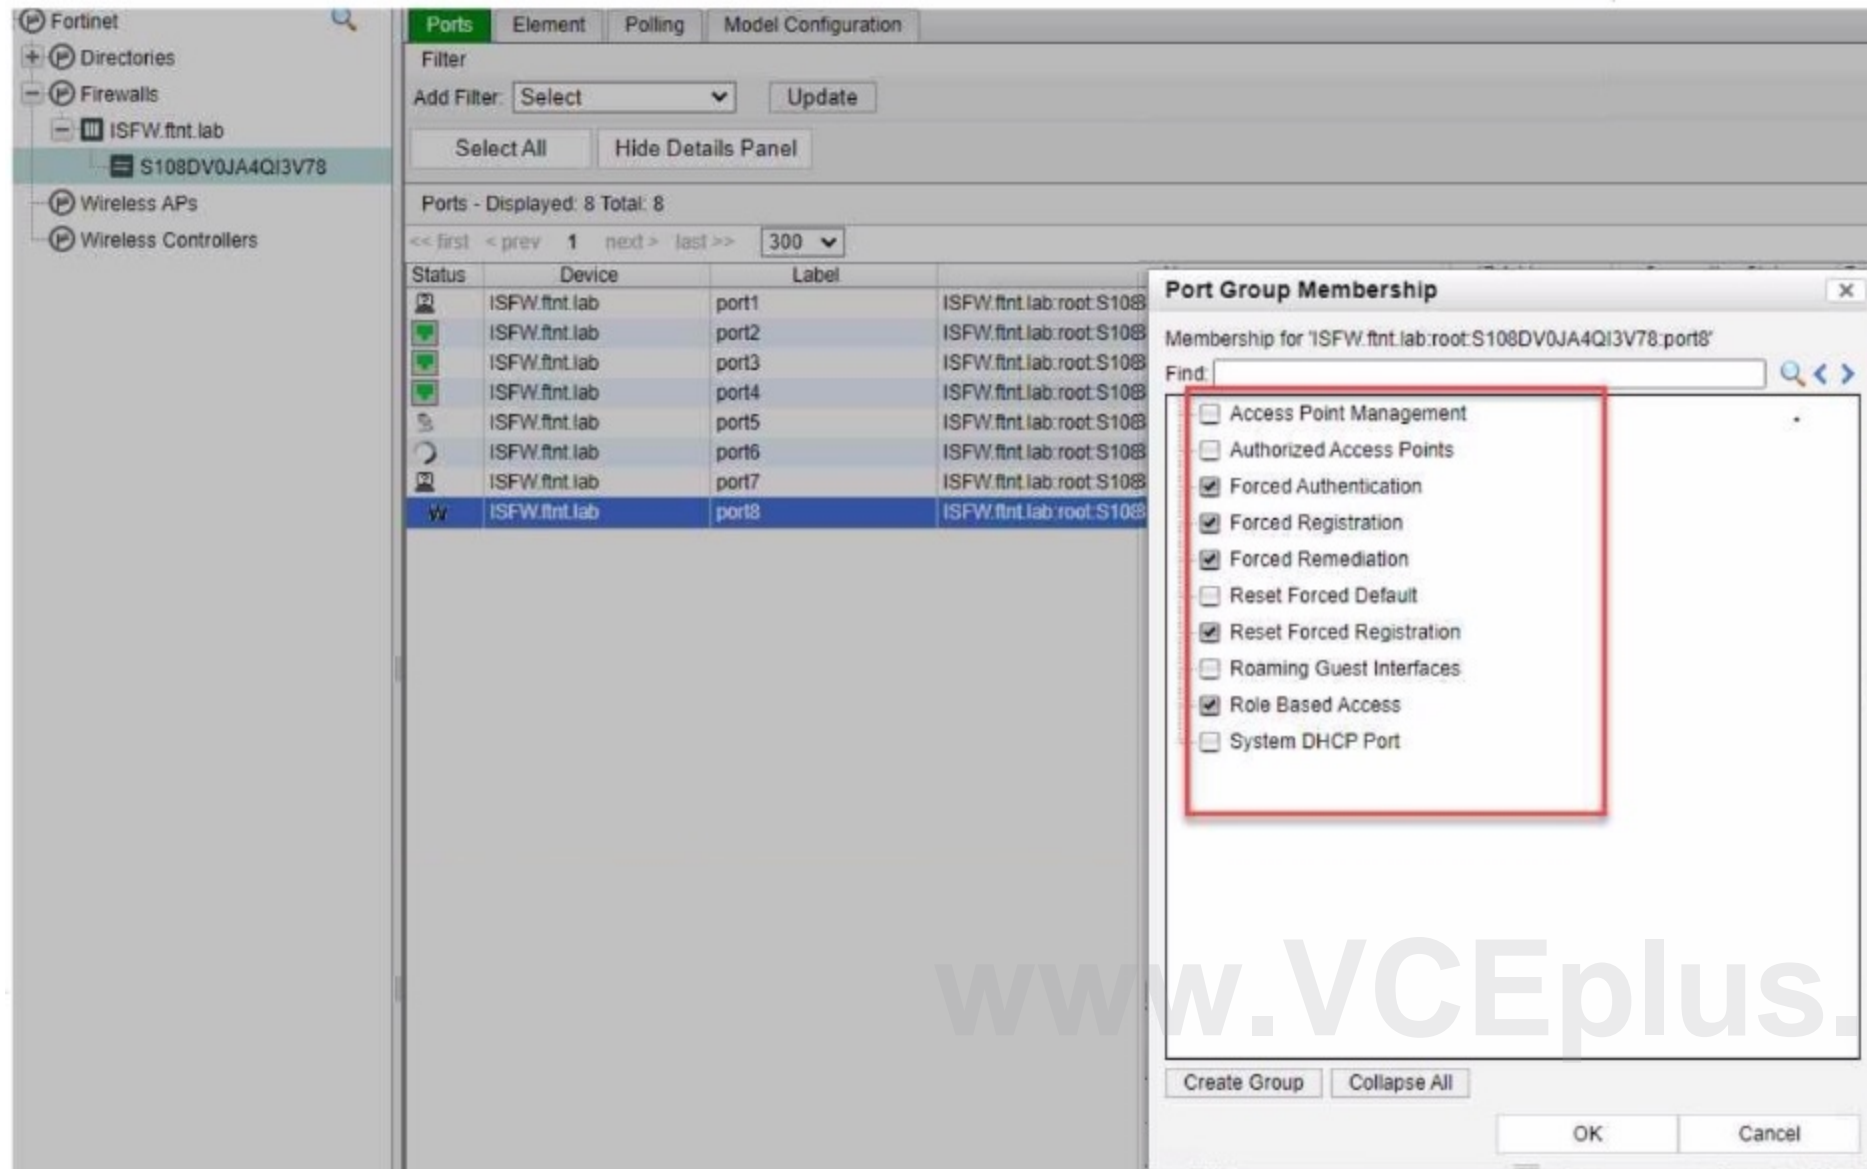 Fortinet
Directories
Firewalls
ISFW.ftnt.lab
S108DV0JA4QI3V78
Wireless APs
Wireless Controllers
Ports Element Polling Model Configuration
Filter
Add Filter: Select Update
Select All Hide Details Panel
Ports - Displayed: 8 Total: 8
<< first < prev 1 next > last >> 300
Status Device Label
ISFW.ftnt.lab port1 ISFW.ftnt.lab:root:S108
ISFW.ftnt.lab port2 ISFW.ftnt.lab:root:S108
ISFW.ftnt.lab port3 ISFW.ftnt.lab:root:S108
ISFW.ftnt.lab port4 ISFW.ftnt.lab:root:S108
ISFW.ftnt.lab port5 ISFW.ftnt.lab:root:S108
ISFW.ftnt.lab port6 ISFW.ftnt.lab:root:S108
ISFW.ftnt.lab port7 ISFW.ftnt.lab:root:S108
W ISFW.ftnt.lab port8 ISFW.ftnt.lab:root:S108
Port Group Membership
Membership for "ISFW.ftnt.lab:root:S108DV0JA4QI3V78:port8"
Find:
Access Point Management
Authorized Access Points
Forced Authentication
Forced Registration
Forced Remediation
Reset Forced Default
Reset Forced Registration
Roaming Guest Interfaces
Role Based Access
System DHCP Port
www.VCEplus.
Create Group Collapse All
OK Cancel